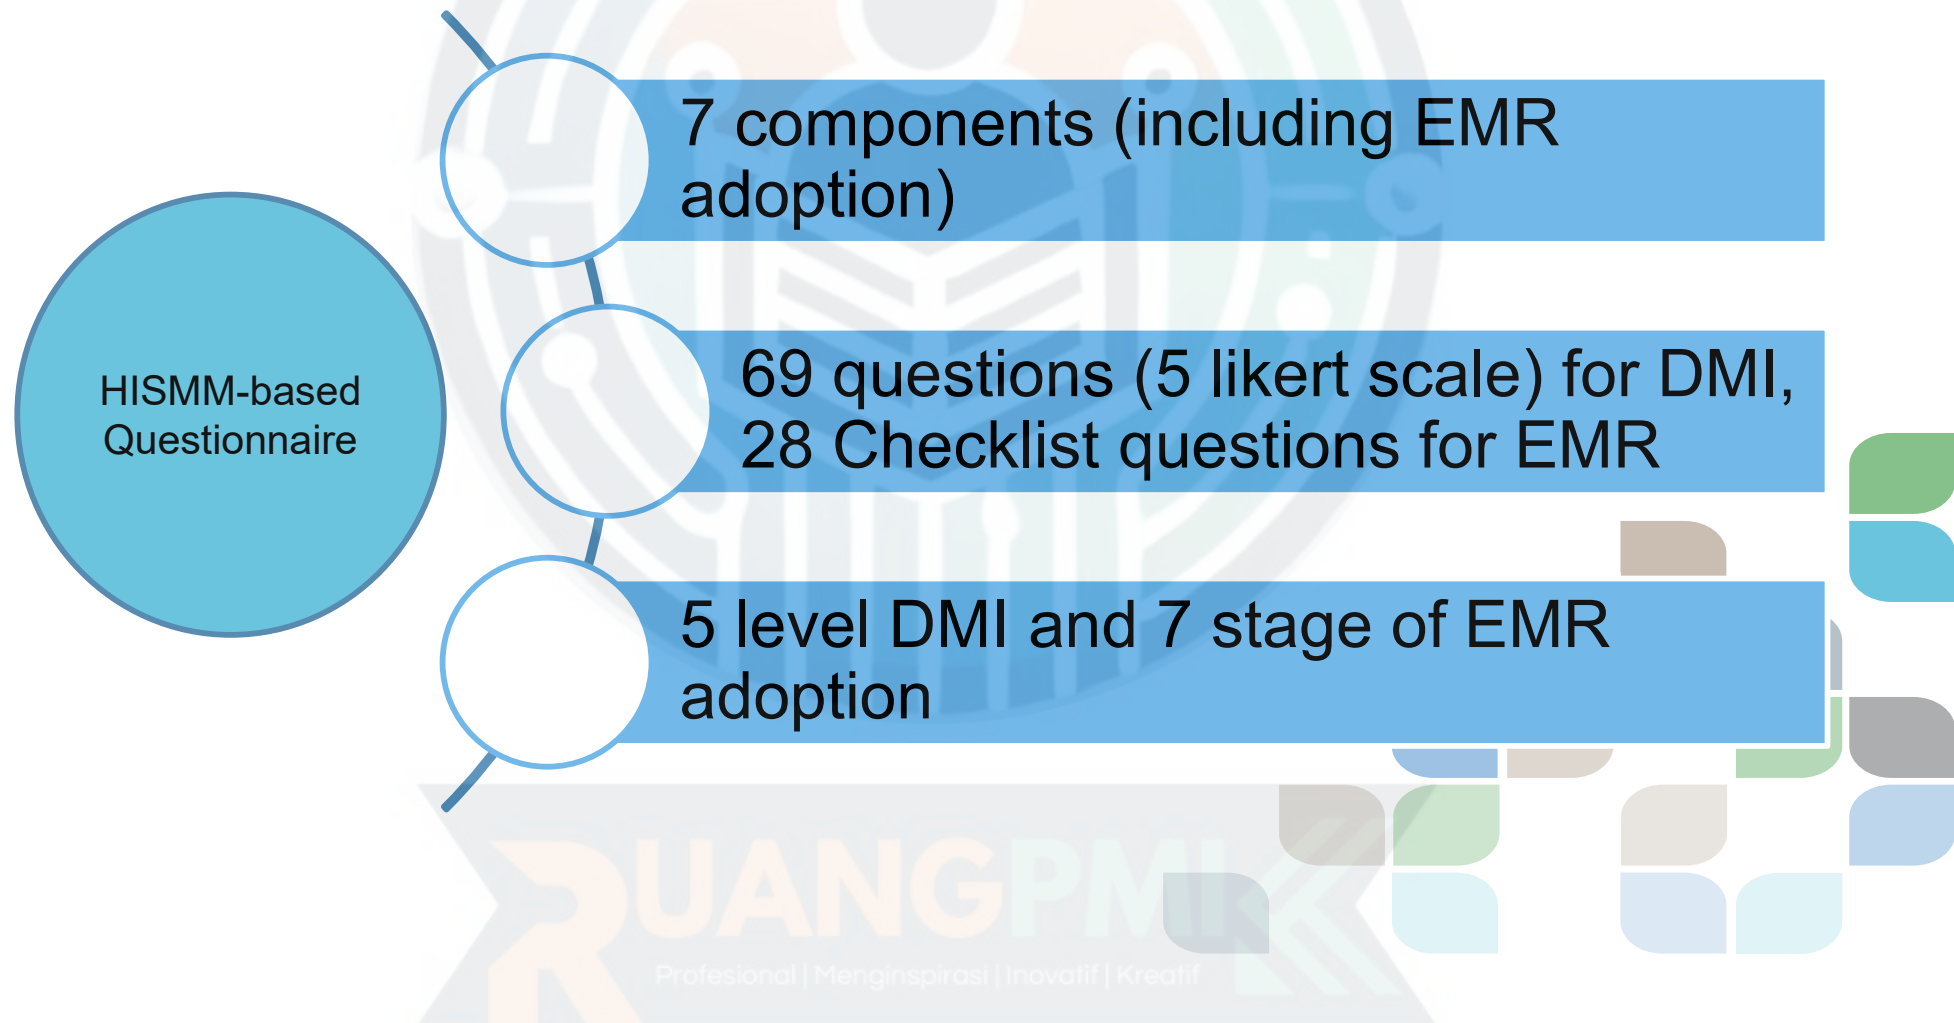 HISMM-based
Questionnaire
7 components (including EMR
adoption)
69 questions (5 likert scale) for DMI,
28 Checklist questions for EMR
5 level DMI and 7 stage of EMR
adoption
RUANGPMIK
Profesional | Menginspirasi | Inovatif | Kreatif